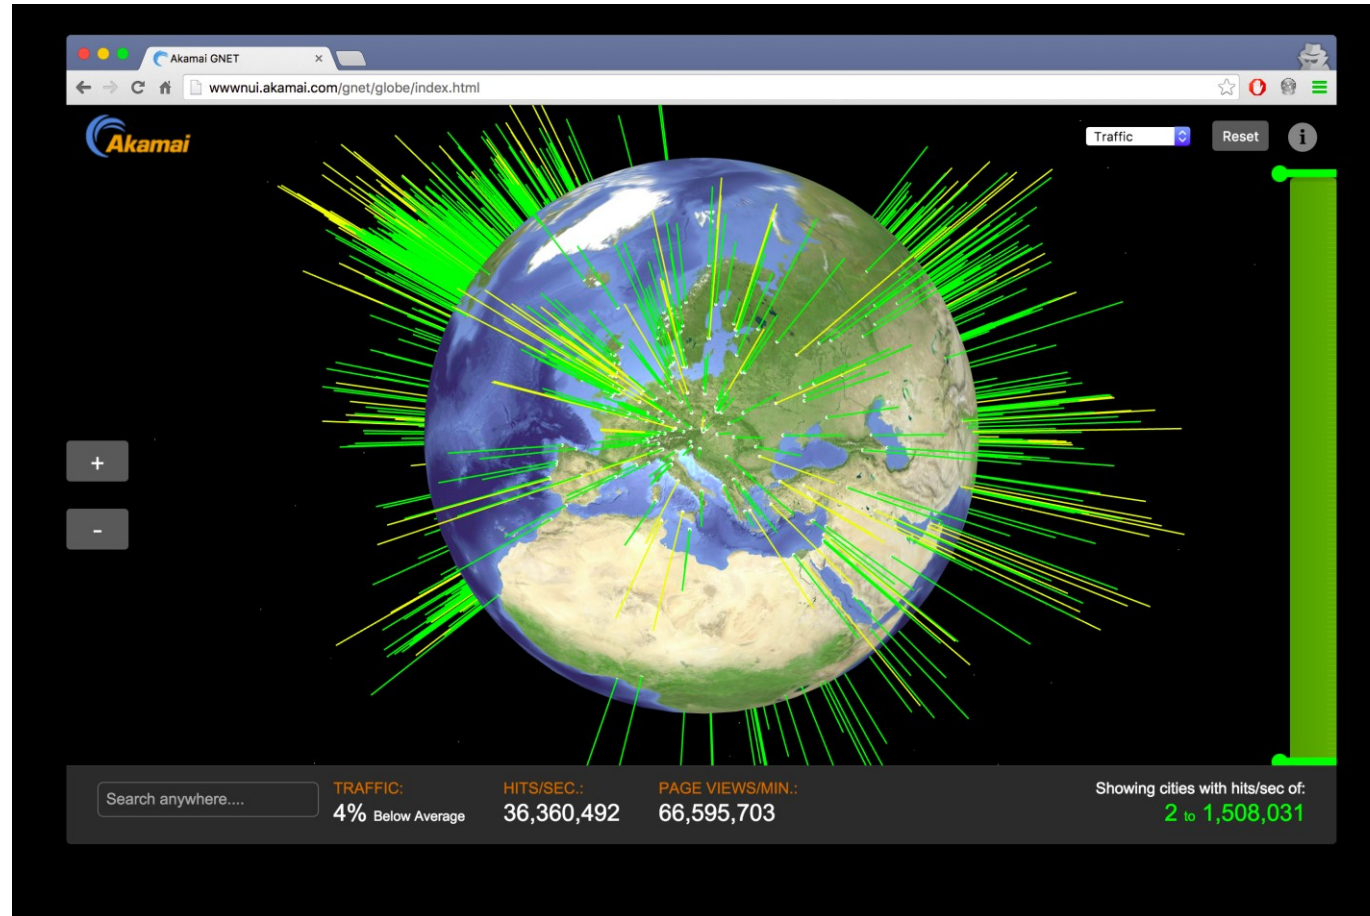 Akamai GNET
wwwnui.akamai.com/gnet/globe/index.html
Akamai
Traffic
Reset
i
+
-
Search anywhere....
TRAFFIC:
4% Below Average
HITS/SEC.:
36,360,492
PAGE VIEWS/MIN.:
66,595,703
Showing cities with hits/sec of:
2 to 1,508,031